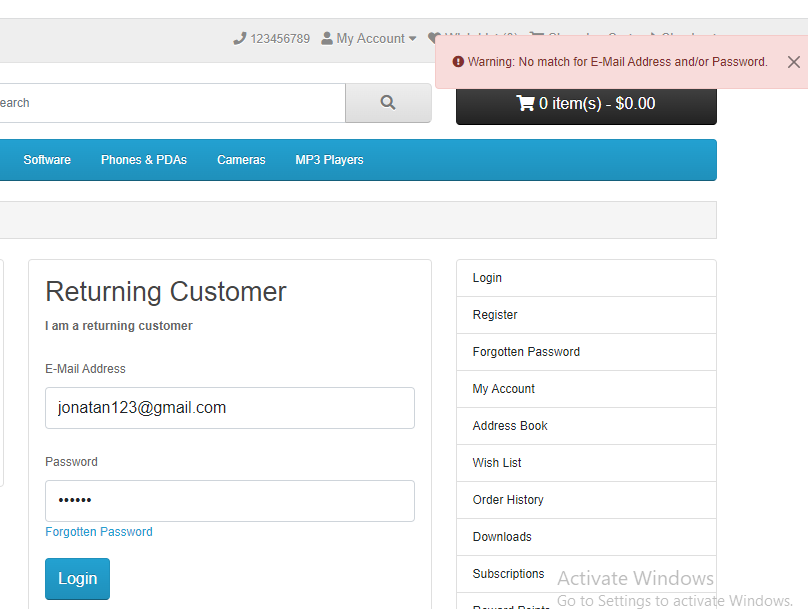 123456789 My Account
Warning: No match for E-Mail Address and/or Password.
earch
0 item(s) - $0.00
Software Phones & PDAs Cameras MP3 Players
Returning Customer
I am a returning customer
E-Mail Address
jonatan123@gmail.com
Password
••••••
Forgotten Password
Login
Login
Register
Forgotten Password
My Account
Address Book
Wish List
Order History
Downloads
Subscriptions
Reward Points
Activate Windows
Go to Settings to activate Windows.